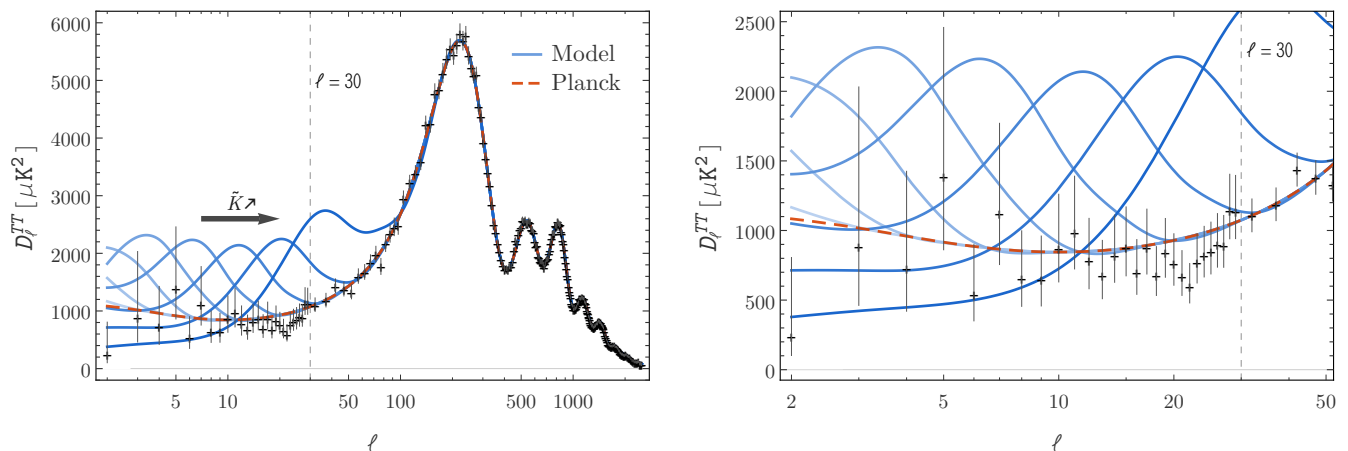 6000
5000
4000
3000
2000
1000
0
D_ℓ^{TT} [μK²]
Model
Planck
ℓ = 30
K̃ ↗
5 10 50 100 500 1000
ℓ
2500
2000
1500
1000
500
0
D_ℓ^{TT} [μK²]
ℓ = 30
2 5 10 20 50
ℓ